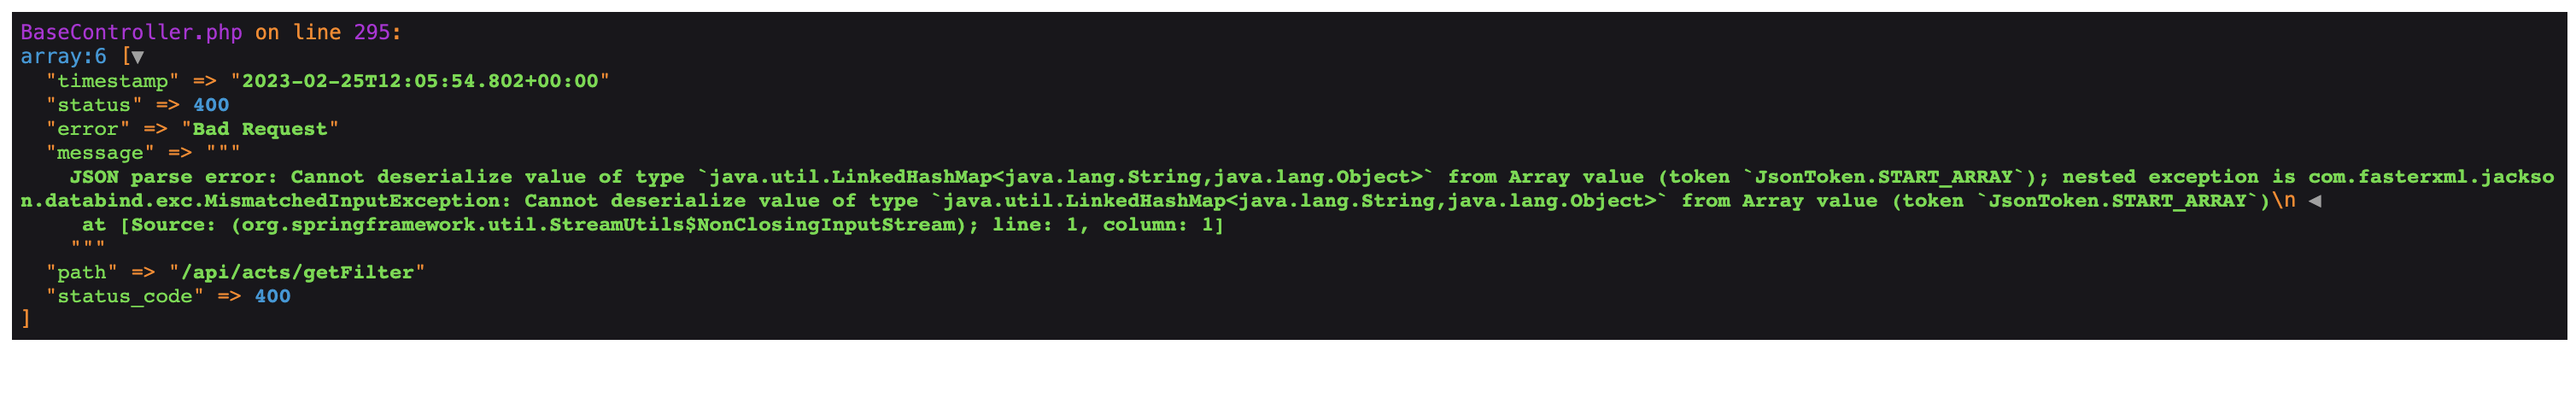 BaseController.php on line 295:
array:6 [▼
  "timestamp" => "2023-02-25T12:05:54.802+00:00"
  "status" => 400
  "error" => "Bad Request"
  "message" => """
    JSON parse error: Cannot deserialize value of type `java.util.LinkedHashMap<java.lang.String,java.lang.Object>` from Array value (token `JsonToken.START_ARRAY`); nested exception is com.fasterxml.jackso
n.databind.exc.MismatchedInputException: Cannot deserialize value of type `java.util.LinkedHashMap<java.lang.String,java.lang.Object>` from Array value (token `JsonToken.START_ARRAY`)\n ◀
     at [Source: (org.springframework.util.StreamUtils$NonClosingInputStream); line: 1, column: 1]
    """
  "path" => "/api/acts/getFilter"
  "status_code" => 400
]